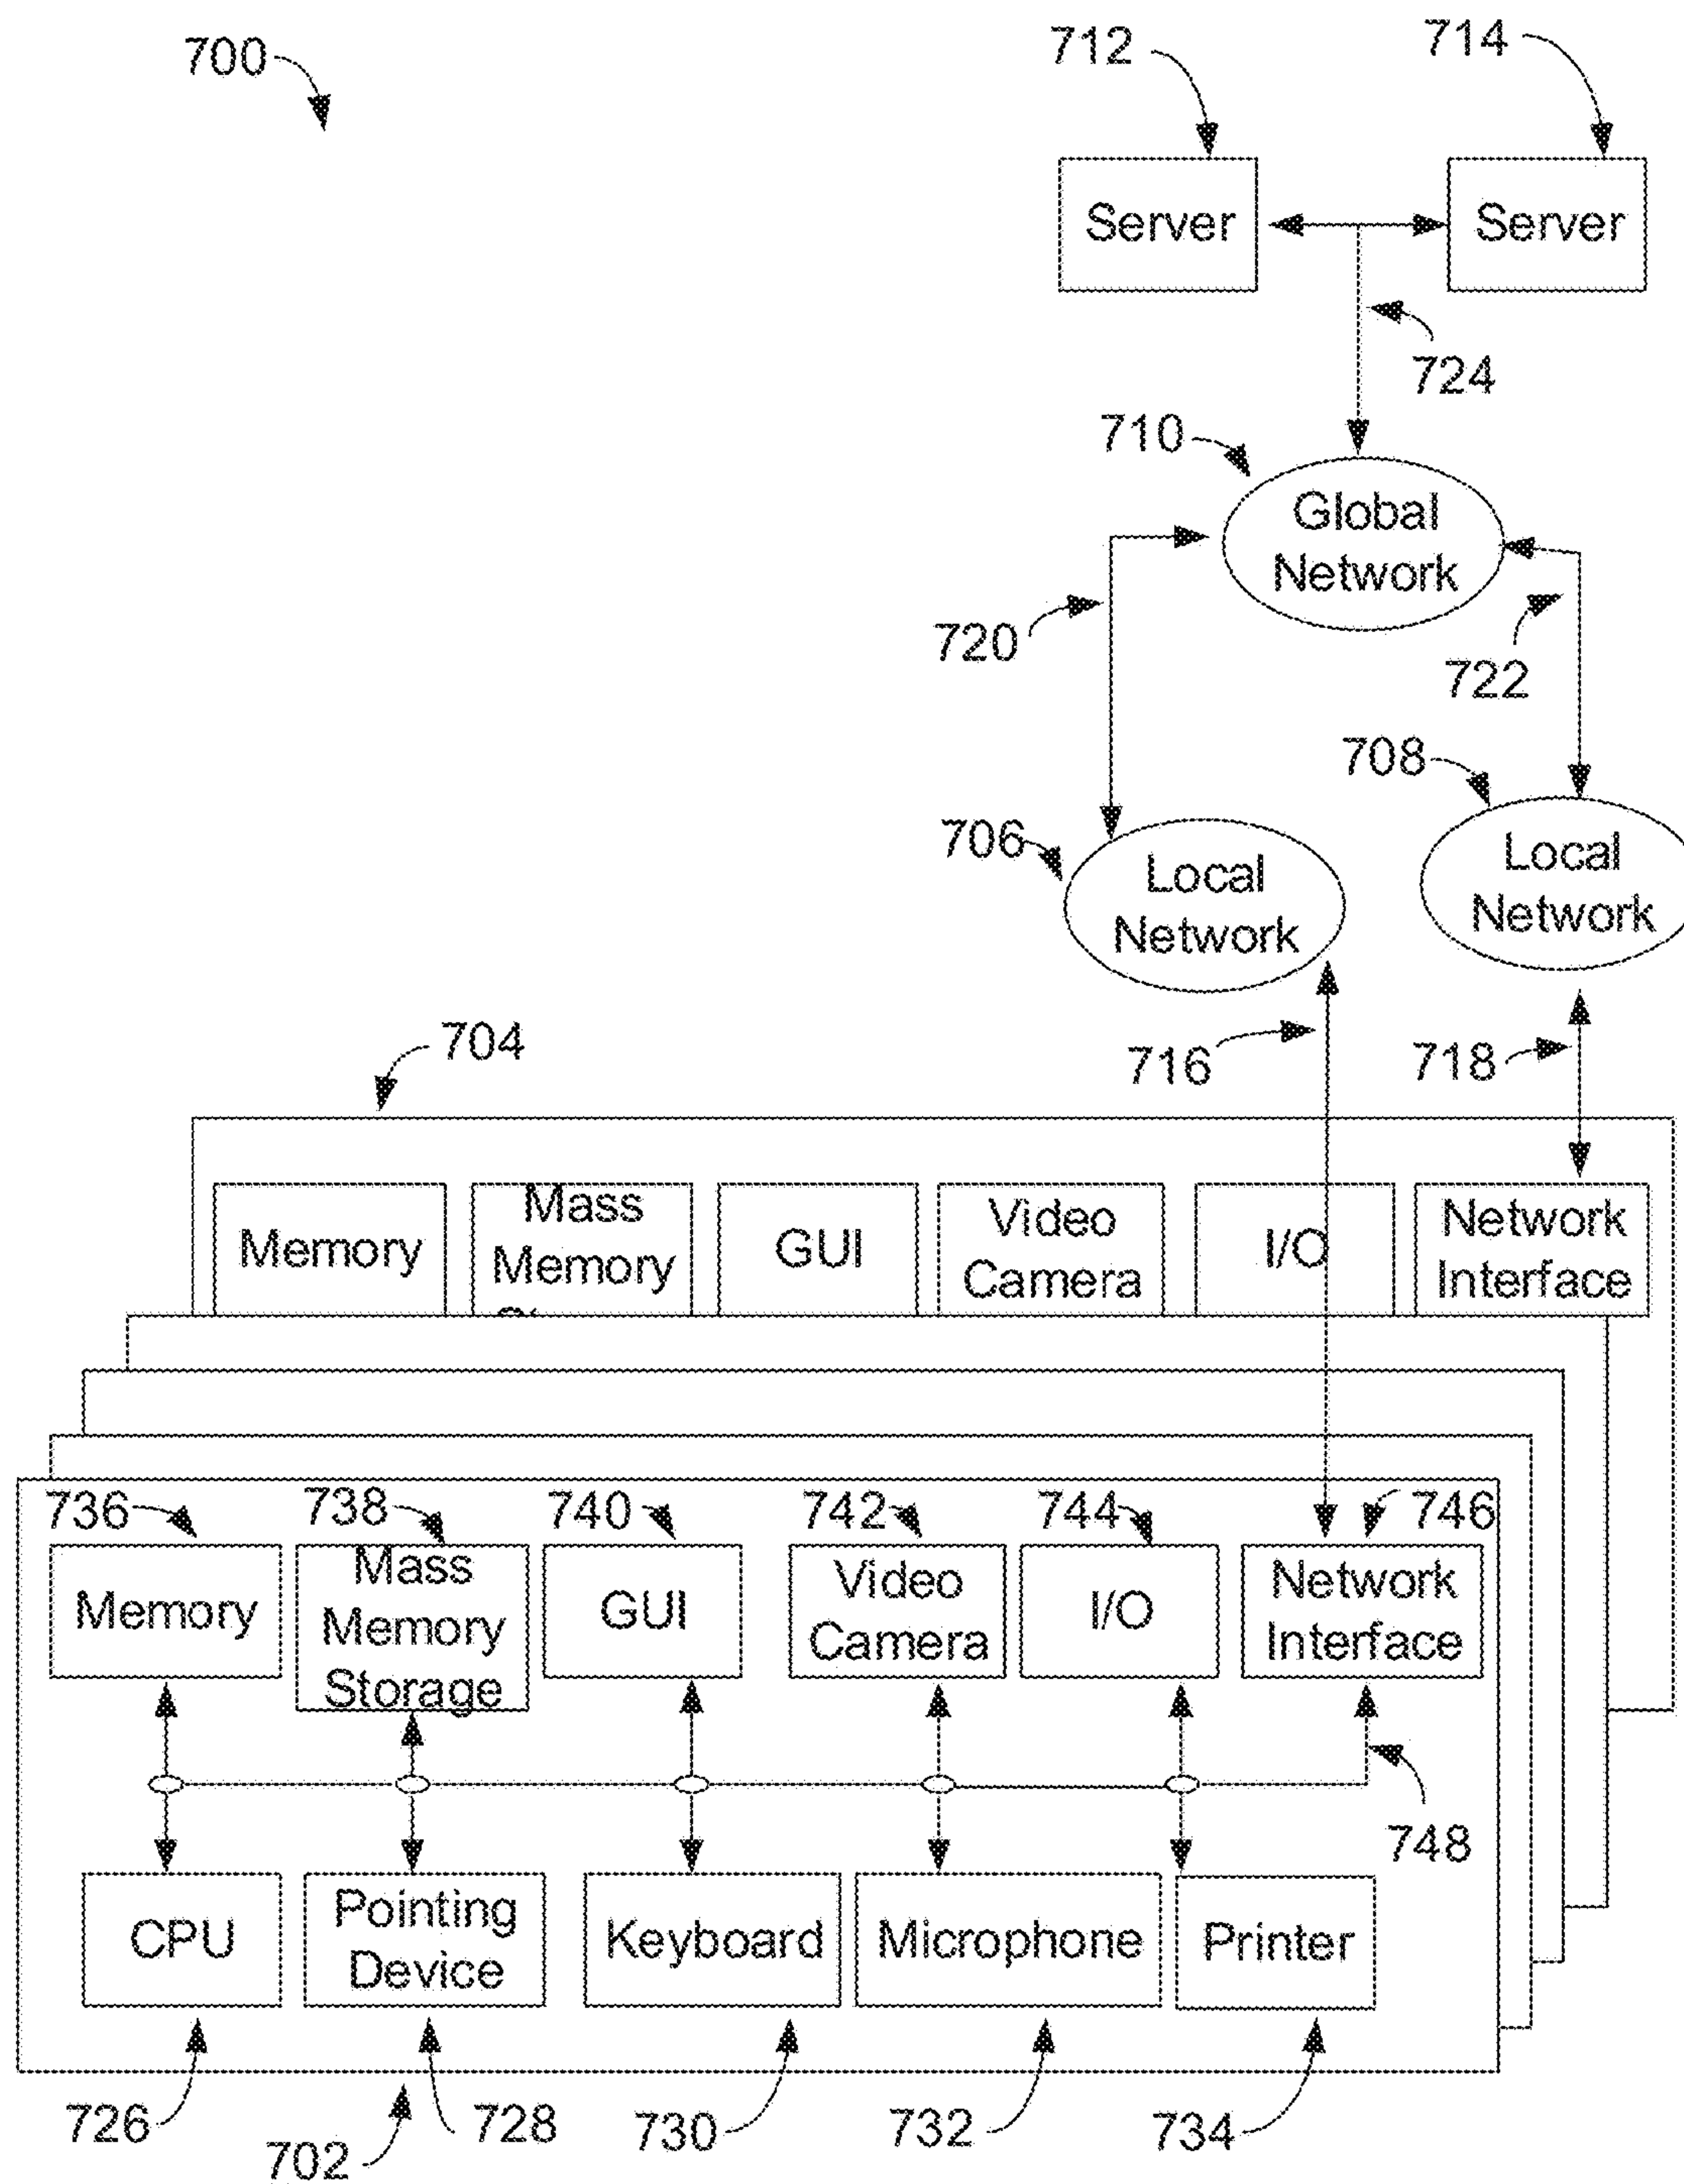 700
712
714
Server
Server
724
710
Global
Network
720
722
708
706
Local
Network
Local
Network
704
716
718
Memory
Mass
Memory
GUI
Video
Camera
I/O
Network
Interface
736
738
740
742
744
746
Memory
Mass
Memory
Storage
GUI
Video
Camera
I/O
Network
Interface
748
CPU
Pointing
Device
Keyboard
Microphone
Printer
726
702
728
730
732
734